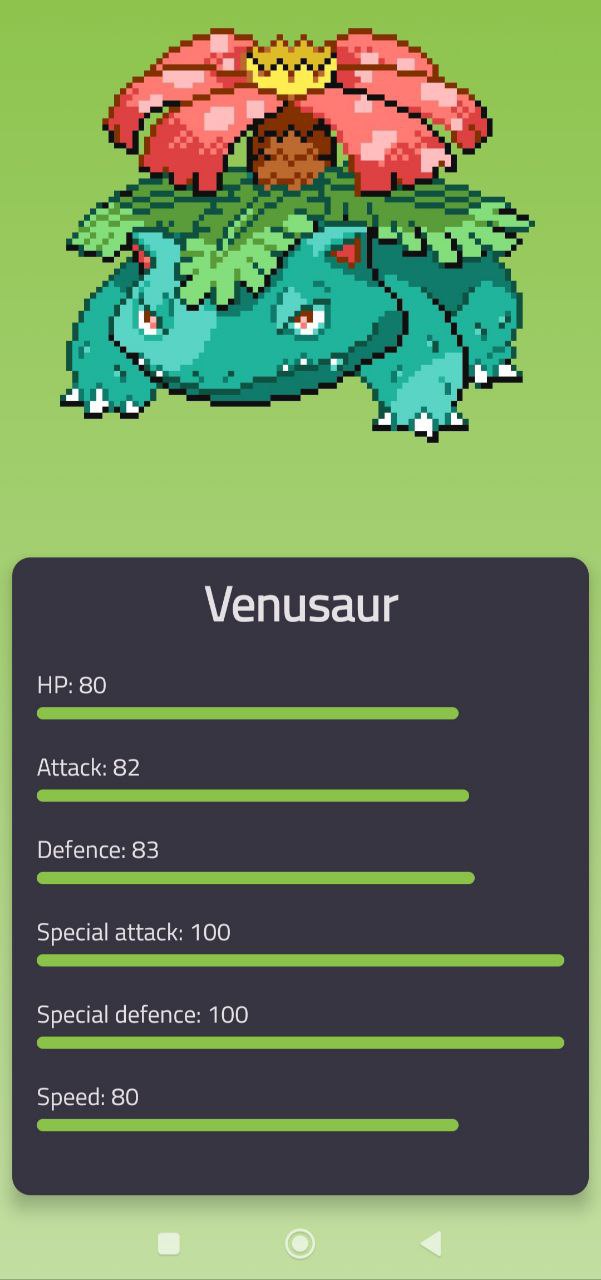 Venusaur
HP: 80
Attack: 82
Defence: 83
Special attack: 100
Special defence: 100
Speed: 80